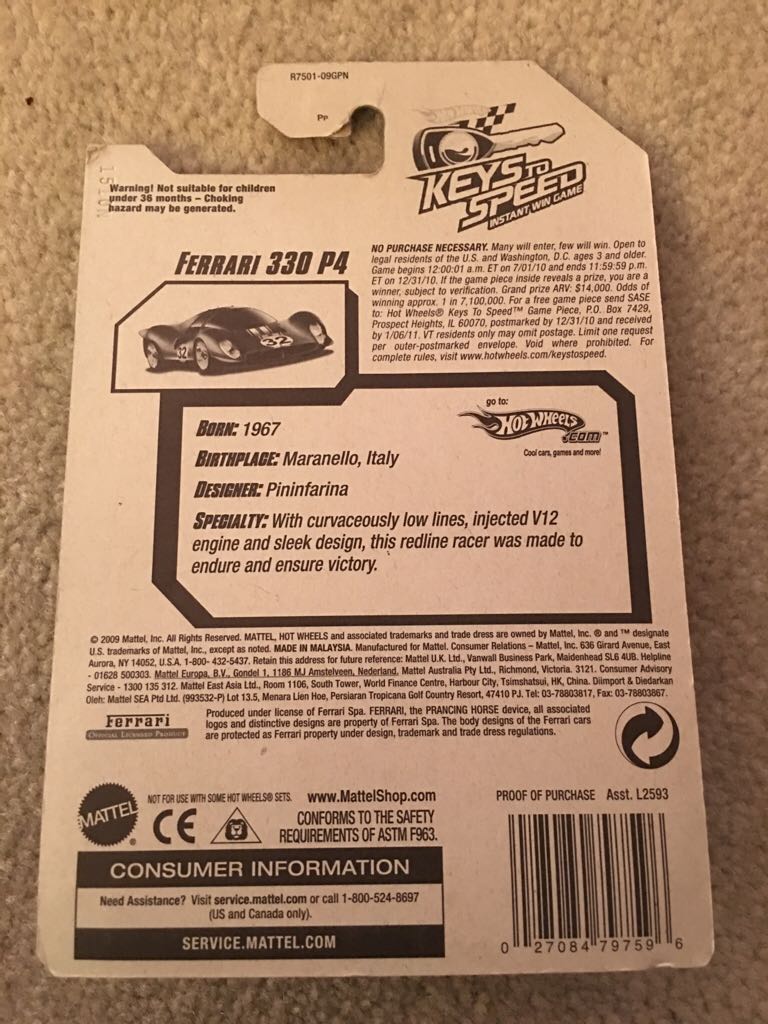 R7501-09GPN
Pp
Warning! Not suitable for children
under 36 months – Choking
hazard may be generated.
KEYS TO
SPEED
INSTANT WIN GAME
FERRARI 330 P4
32
32
NO PURCHASE NECESSARY. Many will enter, few will win. Open to
legal residents of the U.S. and Washington, D.C. ages 3 and older.
Game begins 12:00:01 a.m. ET on 7/01/10 and ends 11:59:59 p.m.
ET on 12/31/10. If the game piece inside reveals a prize, you are a
winner, subject to verification. Grand prize ARV: $14,000. Odds of
winning approx. 1 in 7,100,000. For a free game piece send SASE
to: Hot Wheels® Keys To Speed™ Game Piece, P.O. Box 7429,
Prospect Heights, IL 60070, postmarked by 12/31/10 and received
by 1/06/11. VT residents only may omit postage. Limit one request
per outer-postmarked envelope. Void where prohibited. For
complete rules, visit www.hotwheels.com/keystospeed.
go to:
HOT WHEELS
.COM™
Cool cars, games and more!
BORN: 1967
BIRTHPLACE: Maranello, Italy
DESIGNER: Pininfarina
SPECIALTY: With curvaceously low lines, injected V12
engine and sleek design, this redline racer was made to
endure and ensure victory.
© 2009 Mattel, Inc. All Rights Reserved. MATTEL, HOT WHEELS and associated trademarks and trade dress are owned by Mattel, Inc. ® and ™ designate
U.S. trademarks of Mattel, Inc., except as noted. MADE IN MALAYSIA. Manufactured for Mattel. Consumer Relations – Mattel, Inc. 636 Girard Avenue, East
Aurora, NY 14052, U.S.A. 1-800- 432-5437. Retain this address for future reference: Mattel U.K. Ltd., Vanwall Business Park, Maidenhead SL6 4UB. Helpline
- 01628 500303. Mattel Europa, B.V., Gondel 1, 1186 MJ Amstelveen, Nederland. Mattel Australia Pty Ltd., Richmond, Victoria. 3121. Consumer Advisory
Service - 1300 135 312. Mattel East Asia Ltd., Room 1106, South Tower, World Finance Centre, Harbour City, Tsimshatsui, HK, China. Diimport & Diedarkan
Oleh: Mattel SEA Ptd Ltd. (993532-P) Lot 13.5, Menara Lien Hoe, Persiaran Tropicana Golf Country Resort, 47410 PJ. Tel: 03-78803817, Fax: 03-78803867.
Ferrari
OFFICIAL LICENSED PRODUCT
Produced under license of Ferrari Spa. FERRARI, the PRANCING HORSE device, all associated
logos and distinctive designs are property of Ferrari Spa. The body designs of the Ferrari cars
are protected as Ferrari property under design, trademark and trade dress regulations.
MATTEL®
NOT FOR USE WITH SOME HOT WHEELS® SETS.
www.MattelShop.com
CE
CONFORMS TO THE SAFETY
REQUIREMENTS OF ASTM F963.
PROOF OF PURCHASE Asst. L2593
CONSUMER INFORMATION
Need Assistance? Visit service.mattel.com or call 1-800-524-8697
(US and Canada only).
SERVICE.MATTEL.COM
0 27084 79759 6